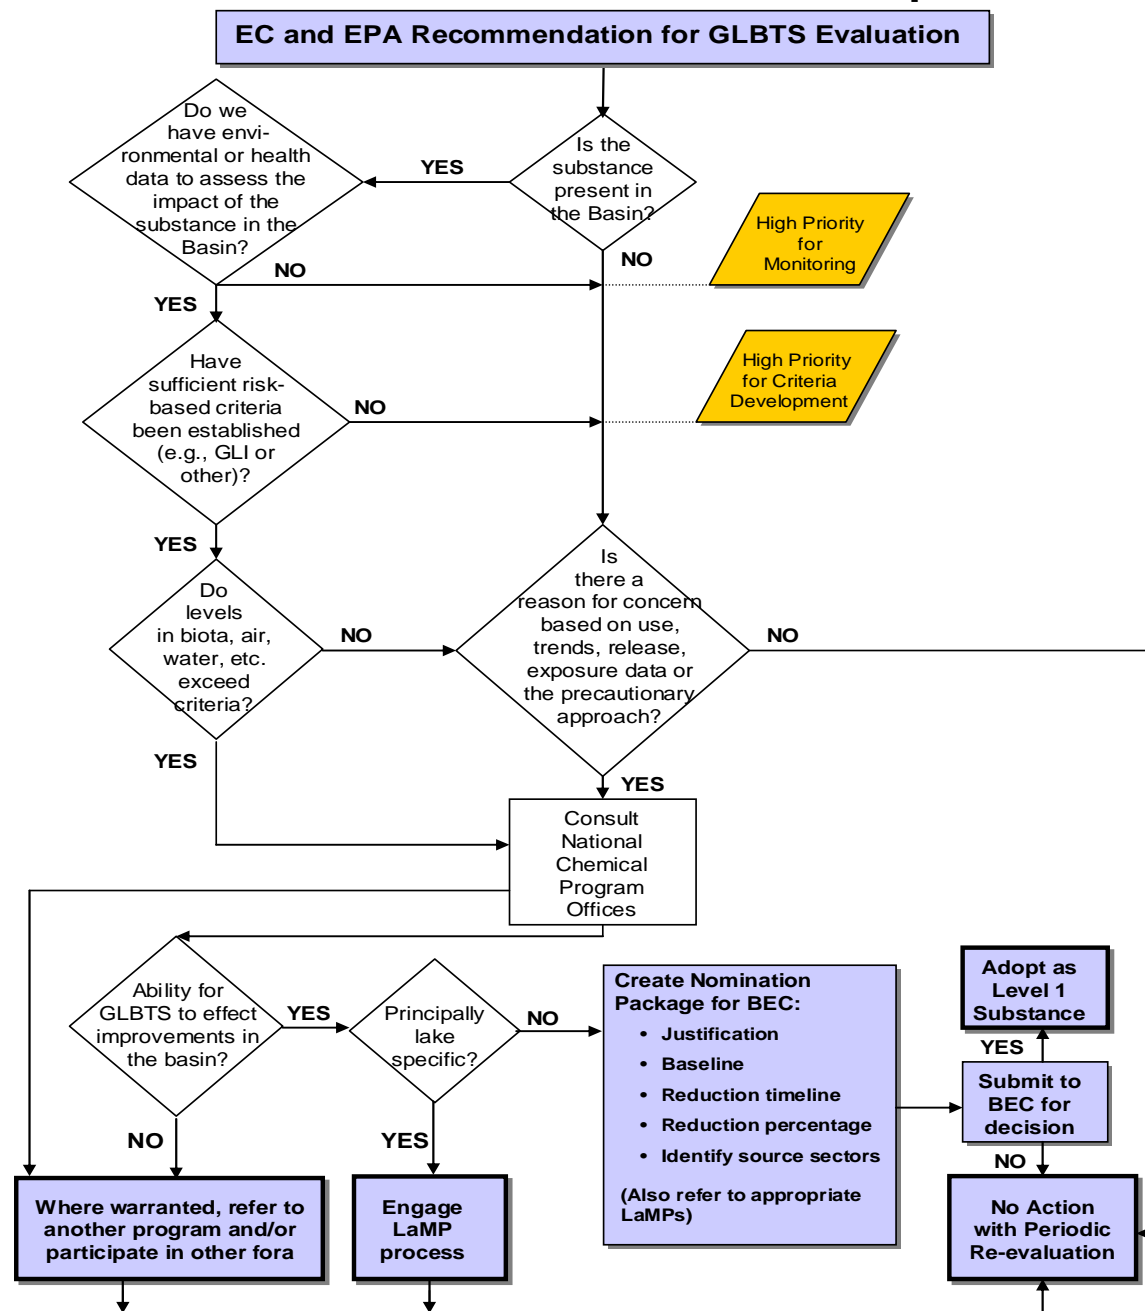 EC and EPA Recommendation for GLBTS Evaluation
Do we
have envi-
ronmental or health
data to assess the
impact of the
substance in the
Basin?
YES
Is the
substance
present in
the Basin?
High Priority
for
Monitoring
NO
NO
YES
Have
sufficient risk-
based criteria
been established
(e.g., GLI or
other)?
NO
High Priority
for Criteria
Development
YES
Do
levels
in biota, air,
water, etc.
exceed
criteria?
NO
Is
there a
reason for concern
based on use,
trends, release,
exposure data or
the precautionary
approach?
NO
YES
YES
Consult
National
Chemical
Program
Offices
Ability for
GLBTS to effect
improvements in
the basin?
YES
Principally
lake
specific?
NO
Create Nomination
Package for BEC:
• Justification
• Baseline
• Reduction timeline
• Reduction percentage
• Identify source sectors
(Also refer to appropriate
LaMPs)
Adopt as
Level 1
Substance
YES
Submit to
BEC for
decision
NO
NO
YES
Where warranted, refer to
another program and/or
participate in other fora
Engage
LaMP
process
No Action
with Periodic
Re-evaluation